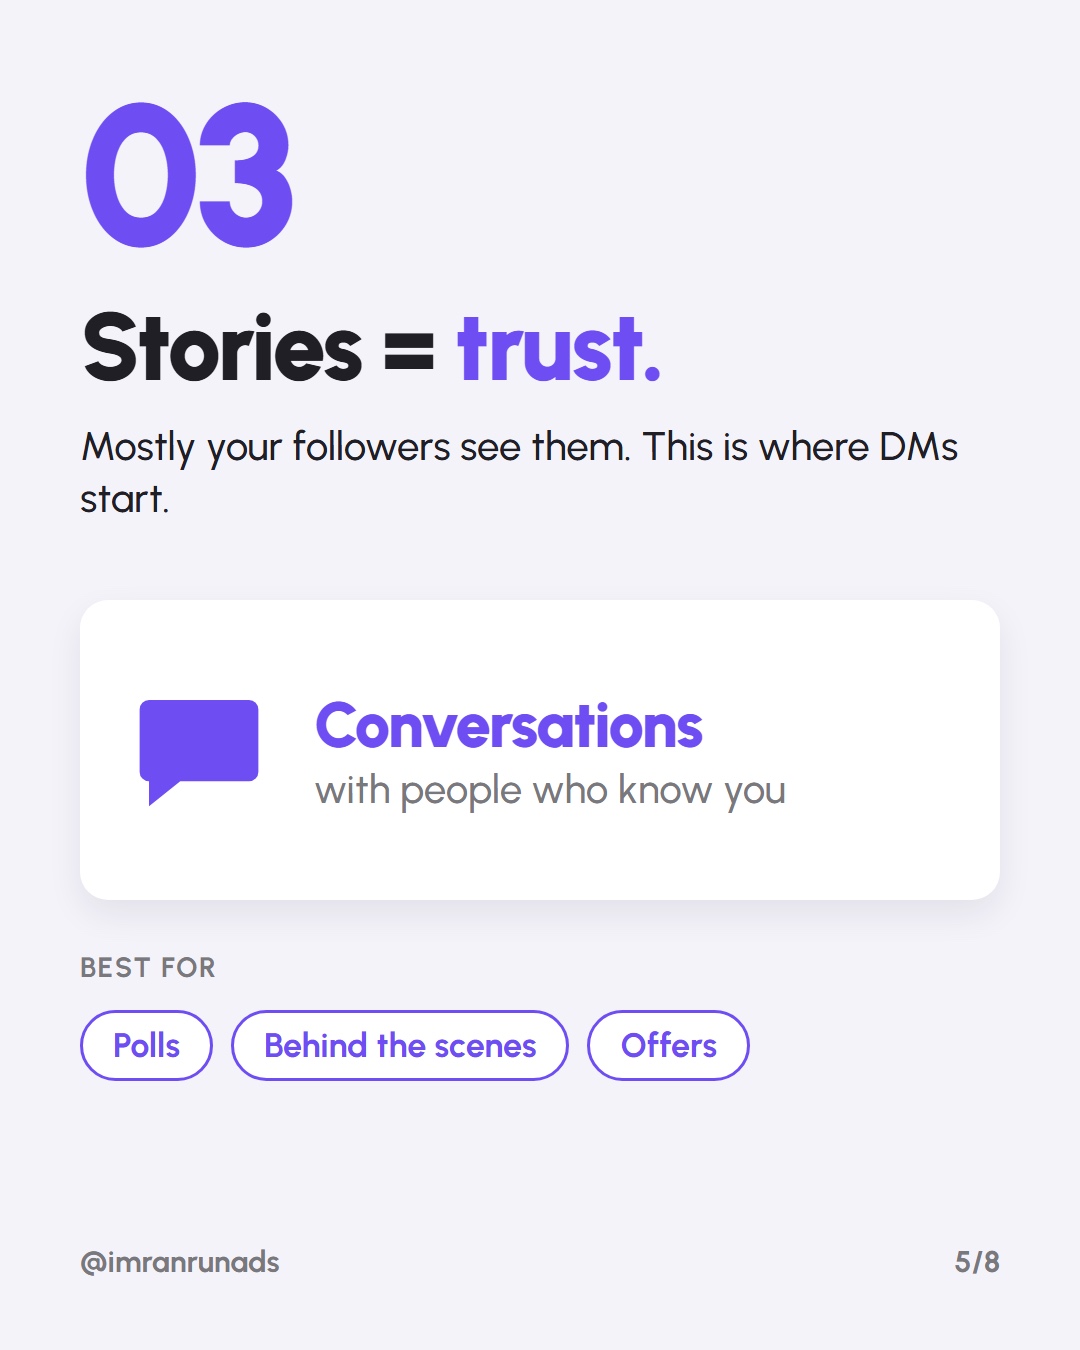 03
Stories = trust.
Mostly your followers see them. This is where DMs
start.
Conversations
with people who know you
BEST FOR
Polls
Behind the scenes
Offers
@imranrunads
5/8